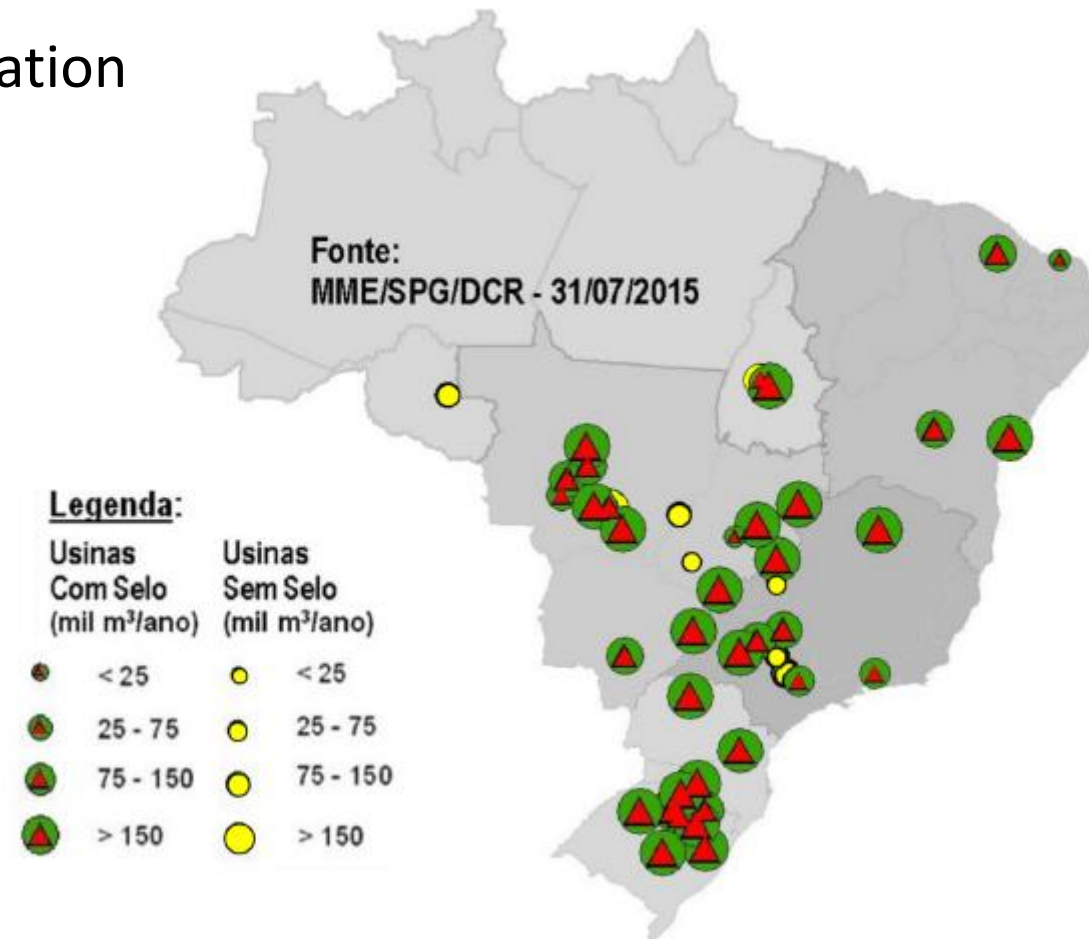 ation
Fonte:
MME/SPG/DCR - 31/07/2015
Legenda:
Usinas
Com Selo
(mil m³/ano)
Usinas
Sem Selo
(mil m³/ano)
< 25
< 25
25 - 75
25 - 75
75 - 150
75 - 150
> 150
> 150